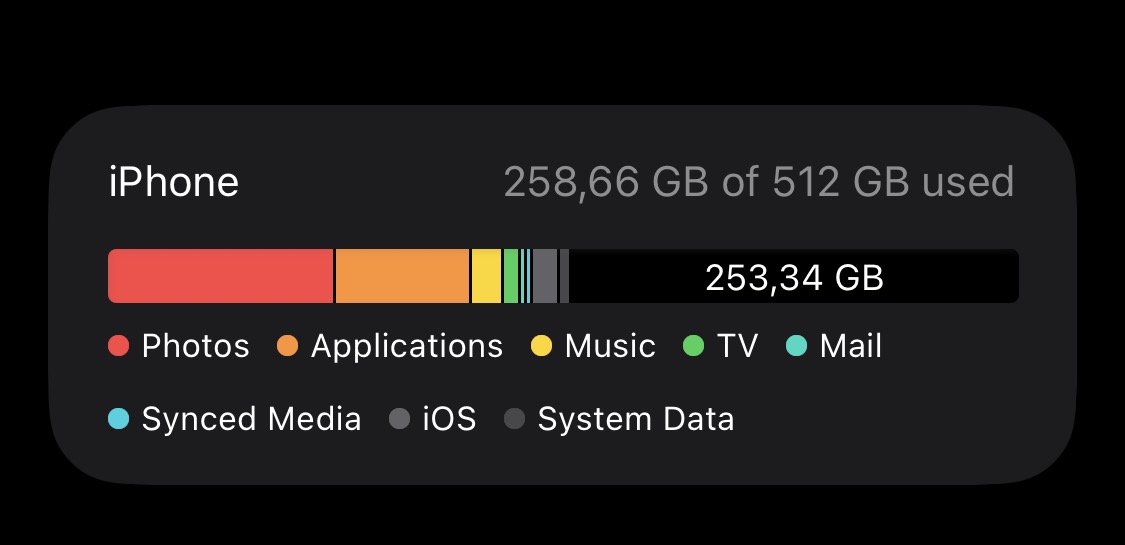 iPhone 258,66 GB of 512 GB used
253,34 GB
Photos Applications Music TV Mail
Synced Media iOS System Data